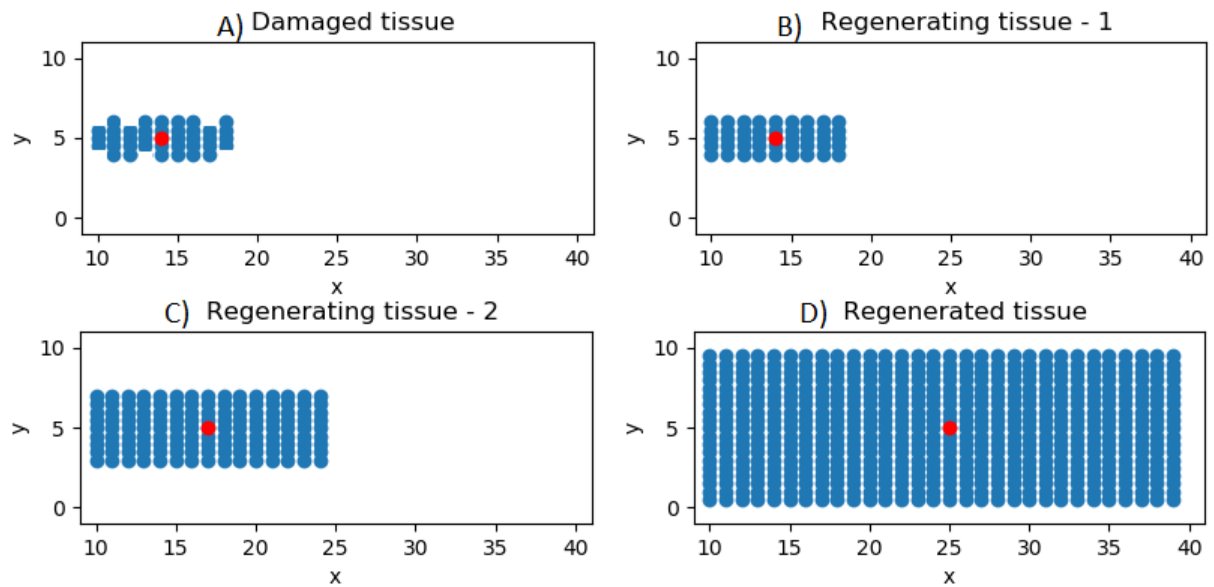 A) Damaged tissue
B) Regenerating tissue - 1
10
5
0
y
10 15 20 25 30 35 40
x
10
5
0
y
10 15 20 25 30 35 40
x
C) Regenerating tissue - 2
D) Regenerated tissue
10
5
0
y
10 15 20 25 30 35 40
x
10
5
0
y
10 15 20 25 30 35 40
x